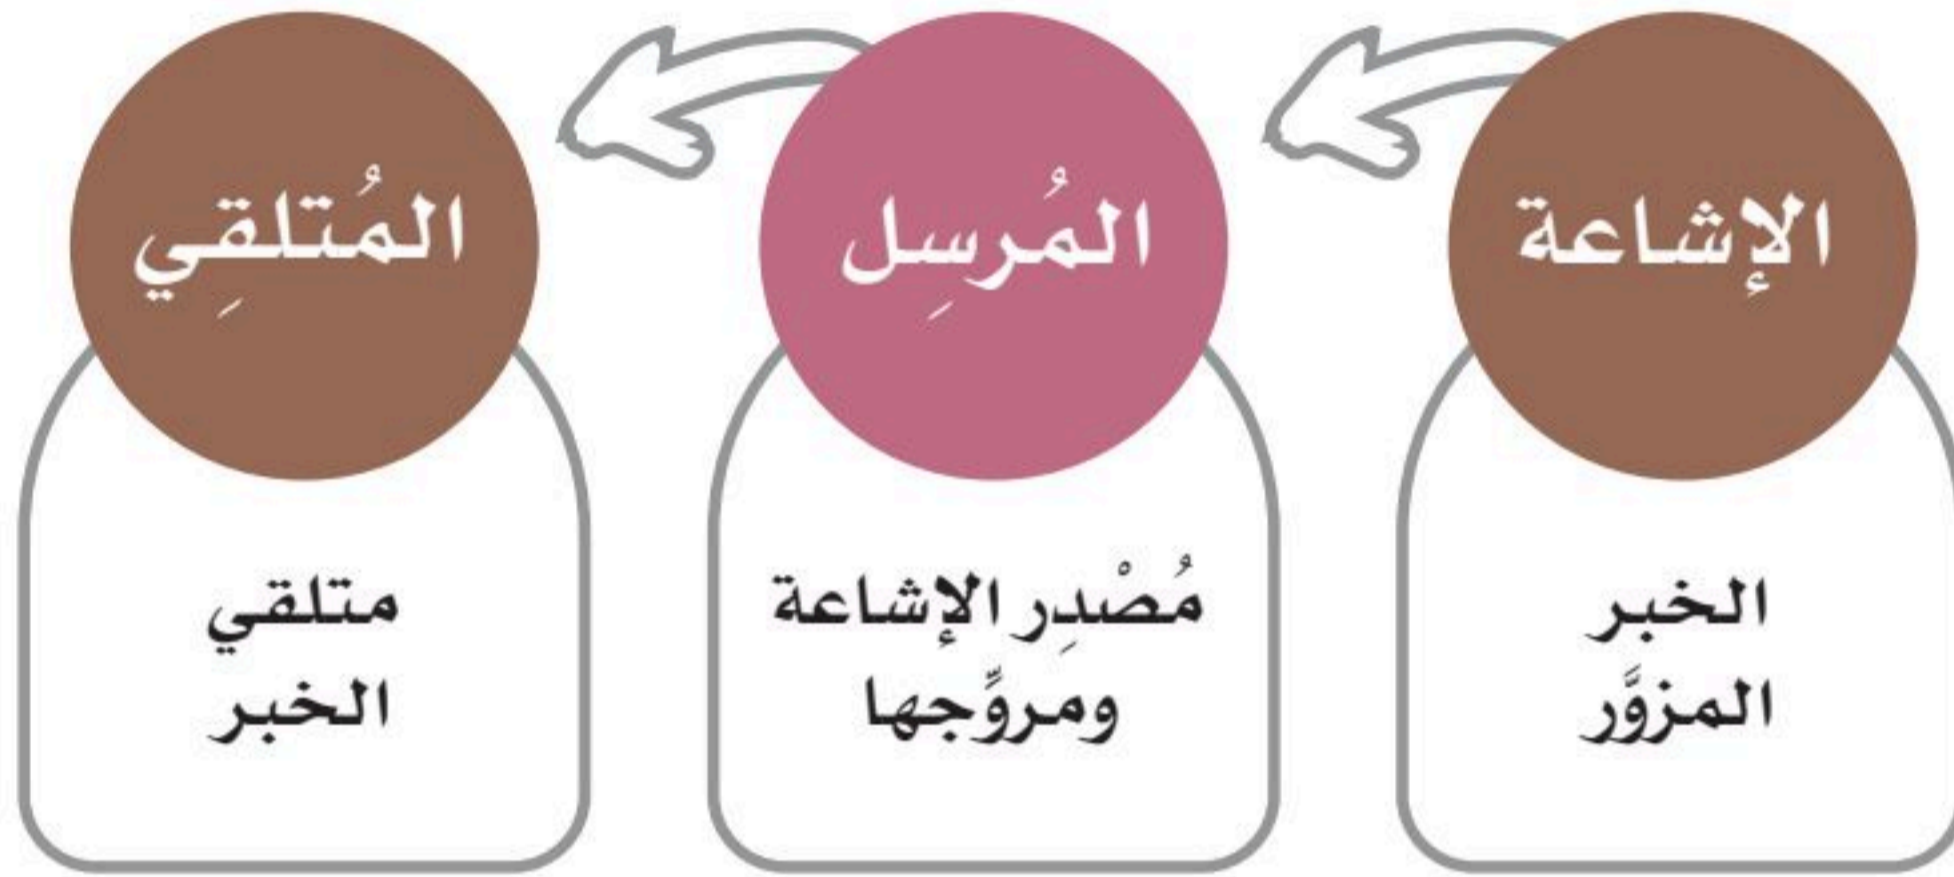 الإشاعة
الخبر
المزوَّر
المُرسِل
مُصْدِر الإشاعة
ومروِّجها
المُتلقِي
متلقي
الخبر